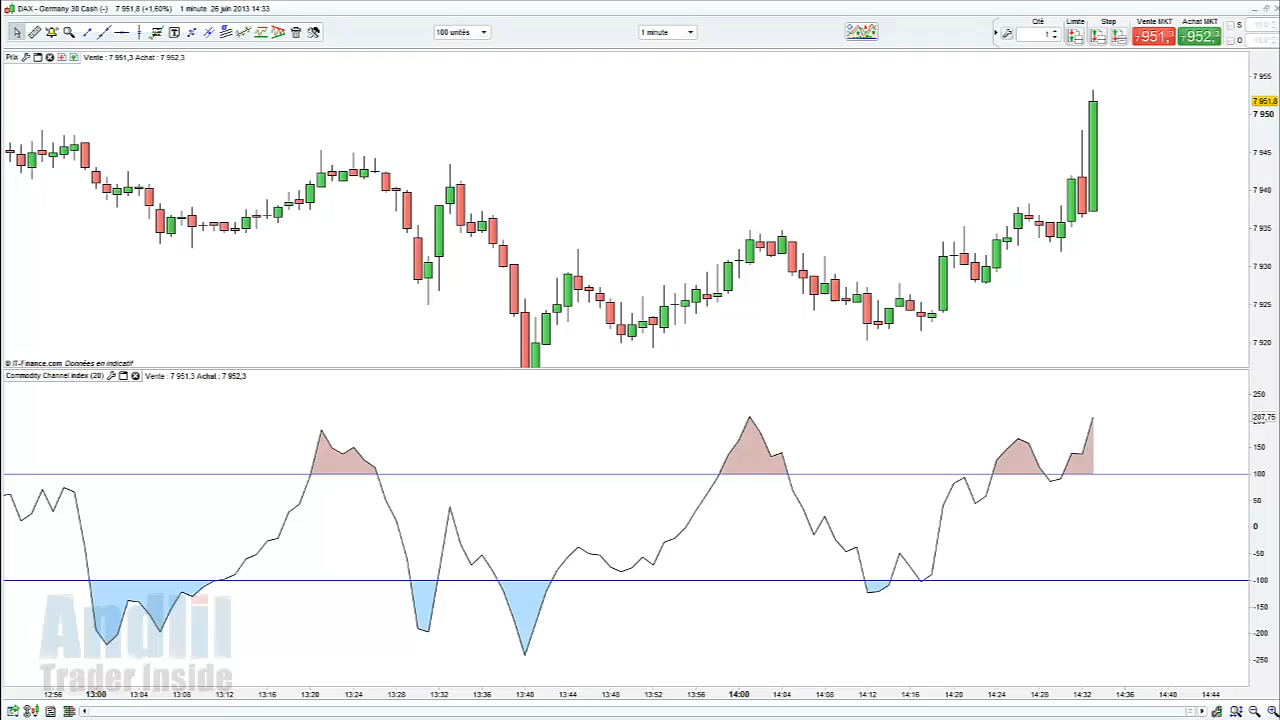 DAX - Germany 30 Cash (-) 7 951,8 (+1,60%) 1 minute 26 juin 2013 14:33
100 unités 1 minute Qté Limite Stop Vente MKT Achat MKT S
1 951, 952, O
Prix Vente : 7 951,3 Achat : 7 952,3
7 955
7 951,8
7 950
7 945
7 940
7 935
7 930
7 925
7 920
© IT-Finance.com Données en indicatif
Commodity Channel Index (20) Vente : 7 951,3 Achat : 7 952,3
250
207,75
150
100
50
0
-50
-100
-150
-200
-250
Andlil
Trader Inside
12:56 13:00 13:04 13:08 13:12 13:16 13:20 13:24 13:28 13:32 13:36 13:40 13:44 13:48 13:52 13:56 14:00 14:04 14:08 14:12 14:16 14:20 14:24 14:28 14:32 14:36 14:40 14:44